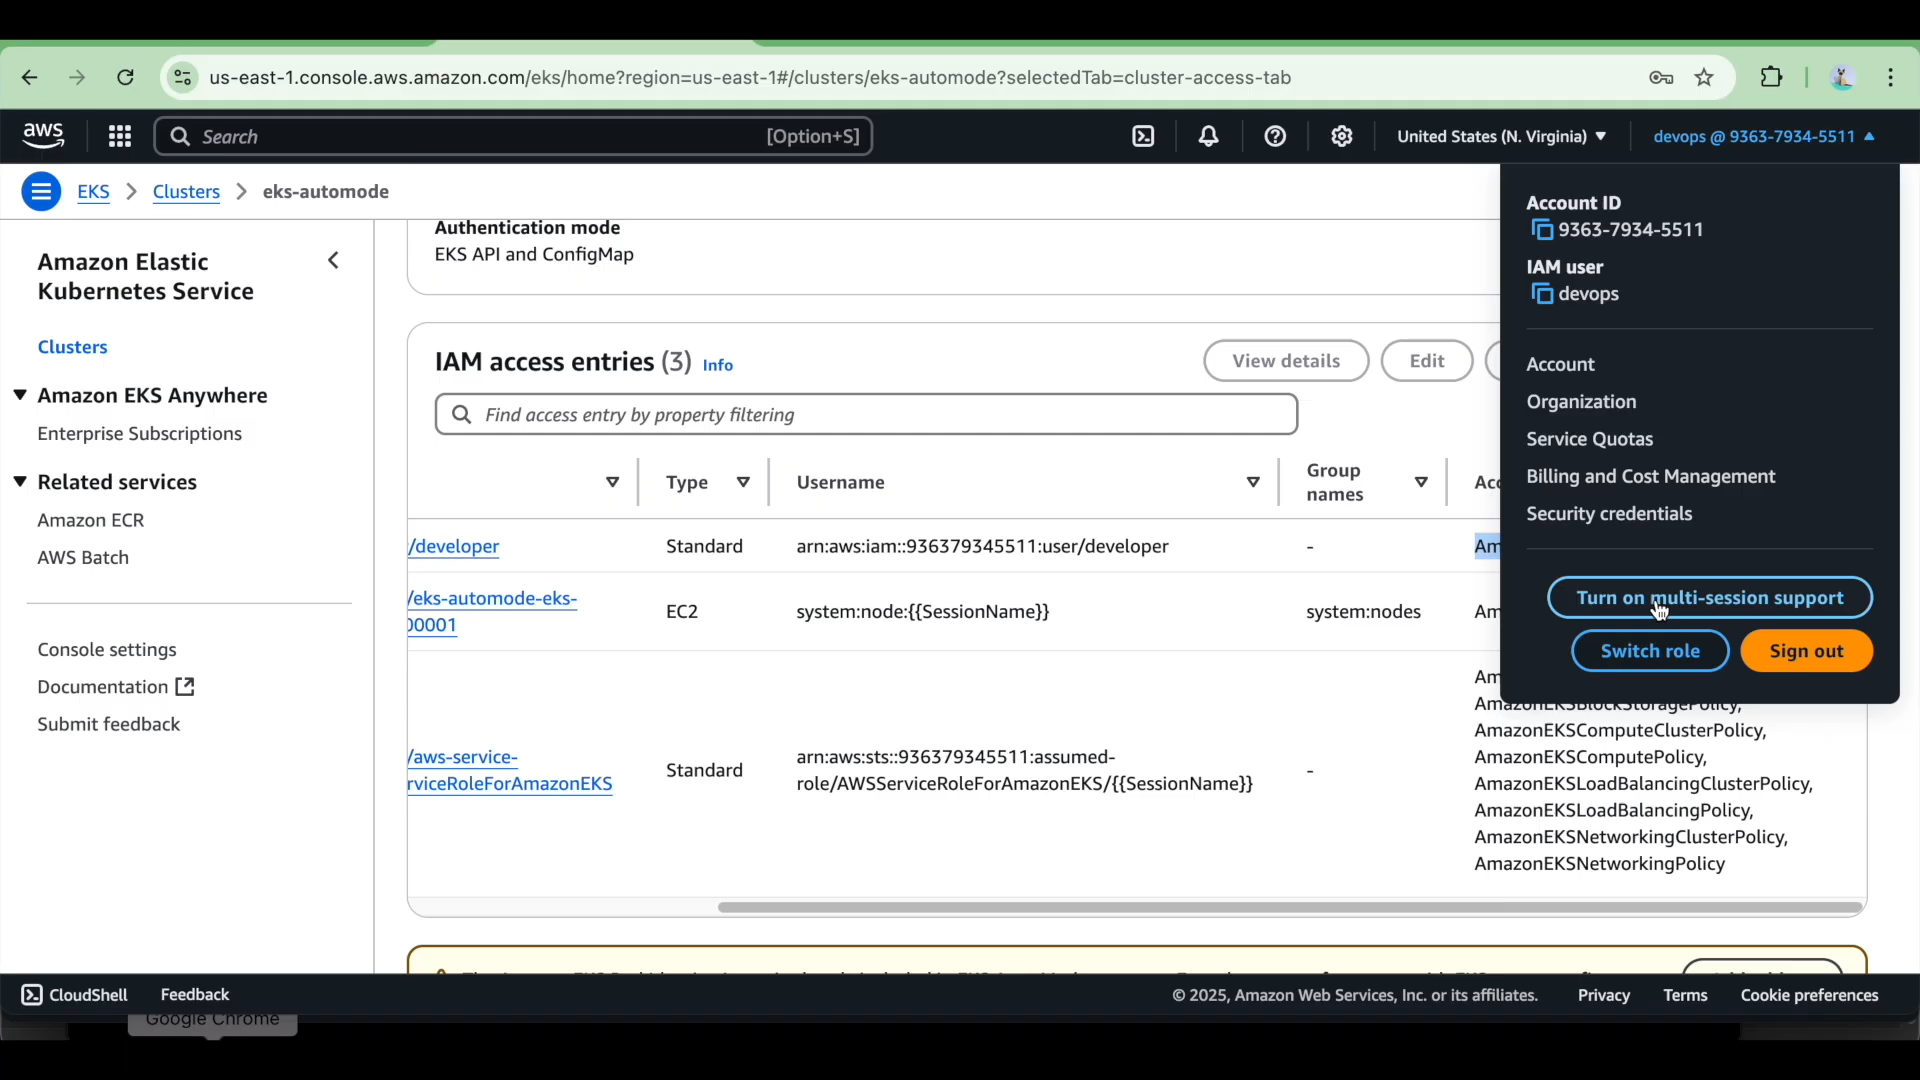 us-east-1.console.aws.amazon.com/eks/home?region=us-east-1#/clusters/eks-automode?selectedTab=cluster-access-tab
aws
Search
[Option+S]
United States (N. Virginia)
devops @ 9363-7934-5511
EKS
Clusters
eks-automode
Amazon Elastic
Kubernetes Service
Clusters
Amazon EKS Anywhere
Enterprise Subscriptions
Related services
Amazon ECR
AWS Batch
Console settings
Documentation
Submit feedback
Authentication mode
EKS API and ConfigMap
IAM access entries (3) Info
View details
Edit
Find access entry by property filtering
Type
Username
Group
names
Acc
/developer
Standard
arn:aws:iam::936379345511:user/developer
-
Am
/eks-automode-eks-
00001
EC2
system:node:{{SessionName}}
system:nodes
Am
/aws-service-
rviceRoleForAmazonEKS
Standard
arn:aws:sts::936379345511:assumed-
role/AWSServiceRoleForAmazonEKS/{{SessionName}}
-
Am
AmazonEKSBlockStoragePolicy,
AmazonEKSComputeClusterPolicy,
AmazonEKSComputePolicy,
AmazonEKSLoadBalancingClusterPolicy,
AmazonEKSLoadBalancingPolicy,
AmazonEKSNetworkingClusterPolicy,
AmazonEKSNetworkingPolicy
Account ID
9363-7934-5511
IAM user
devops
Account
Organization
Service Quotas
Billing and Cost Management
Security credentials
Turn on multi-session support
Switch role
Sign out
CloudShell
Feedback
© 2025, Amazon Web Services, Inc. or its affiliates.
Privacy
Terms
Cookie preferences
Google Chrome